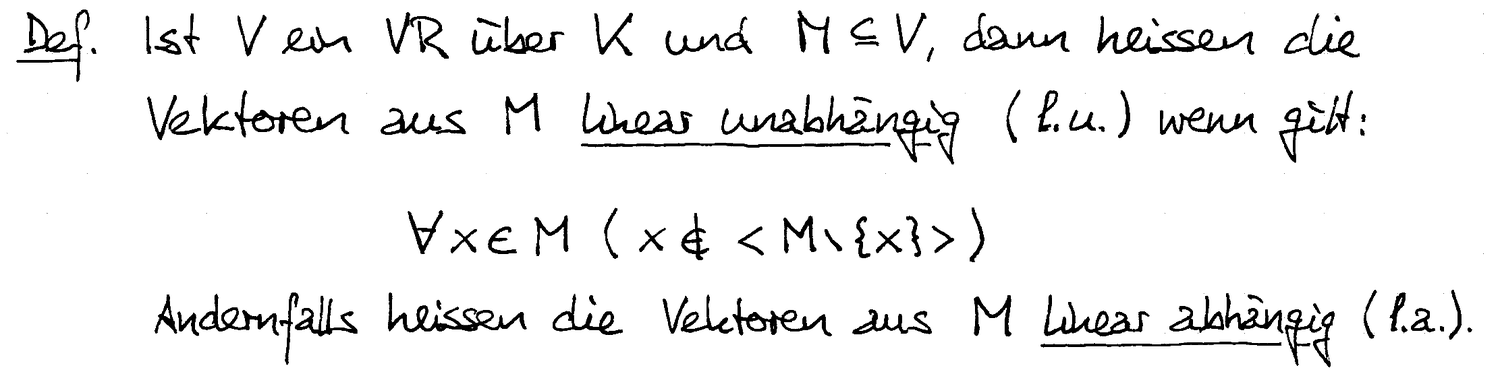 Def. Ist V ein VR über K und M ⊆ V, dann heissen die
Vektoren aus M linear unabhängig (l.u.) wenn gilt:
∀x∈M (x ∉ <M\{x}>)
Andernfalls heissen die Vektoren aus M linear abhängig (l.a.).